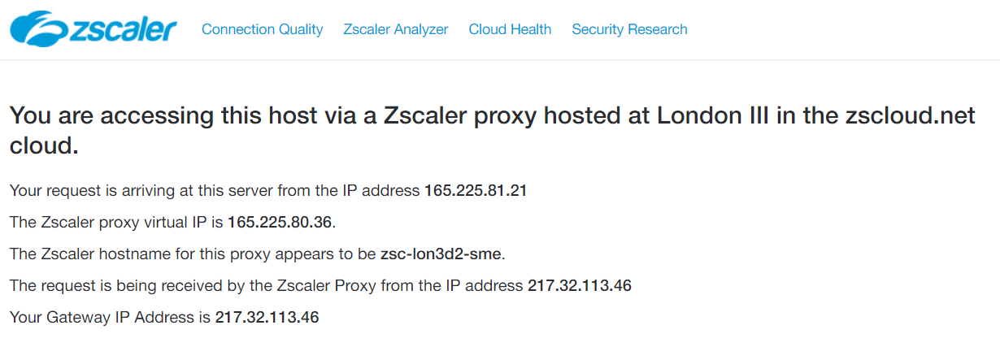 zscaler Connection Quality Zscaler Analyzer Cloud Health Security Research
You are accessing this host via a Zscaler proxy hosted at London III in the zscloud.net
cloud.
Your request is arriving at this server from the IP address 165.225.81.21
The Zscaler proxy virtual IP is 165.225.80.36.
The Zscaler hostname for this proxy appears to be zsc-lon3d2-sme.
The request is being received by the Zscaler Proxy from the IP address 217.32.113.46
Your Gateway IP Address is 217.32.113.46